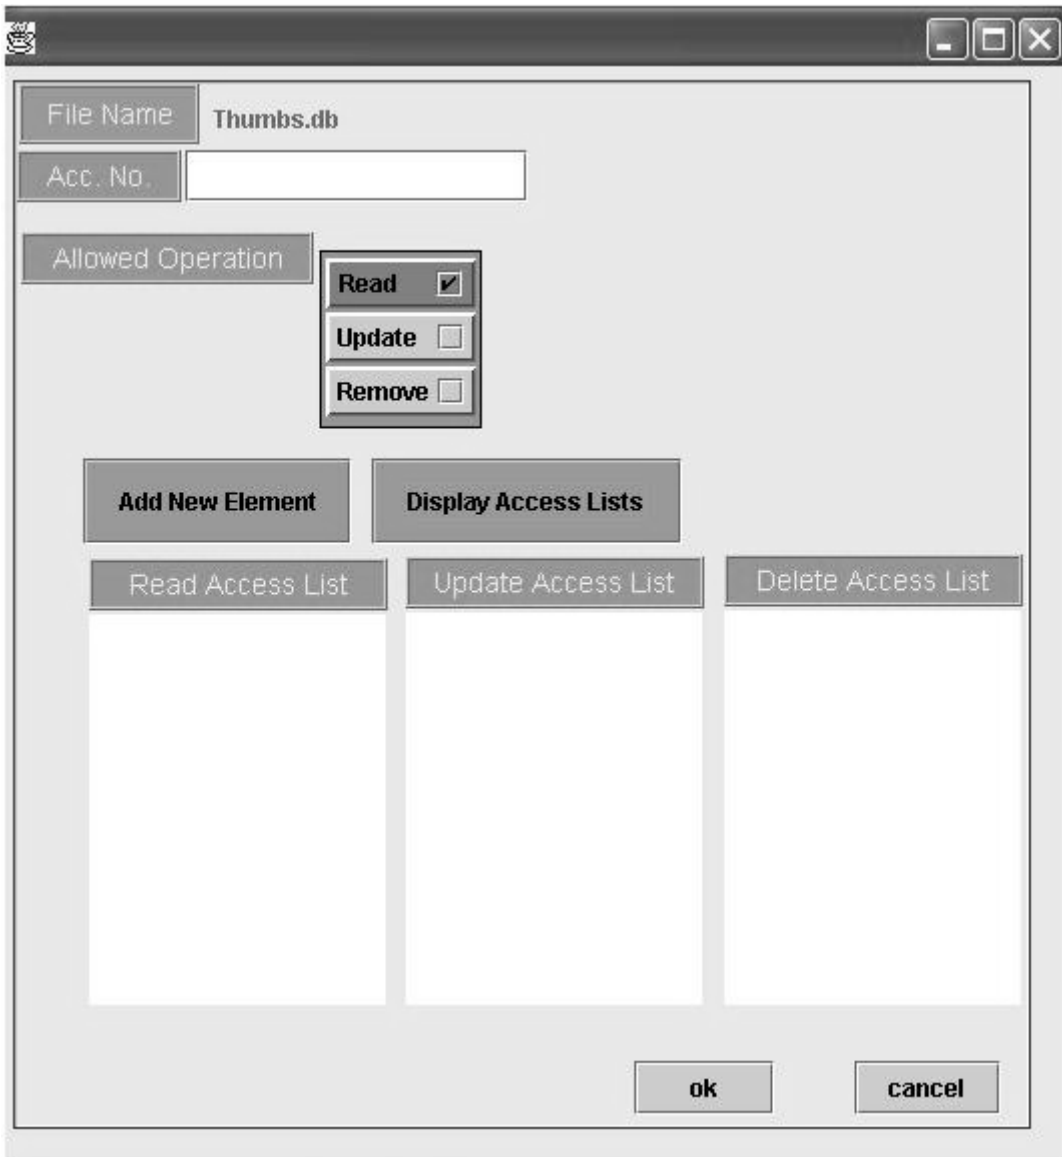 File Name Thumbs.db
Acc. No.
Allowed Operation
Read
Update
Remove
Add New Element Display Access Lists
Read Access List Update Access List Delete Access List
ok cancel